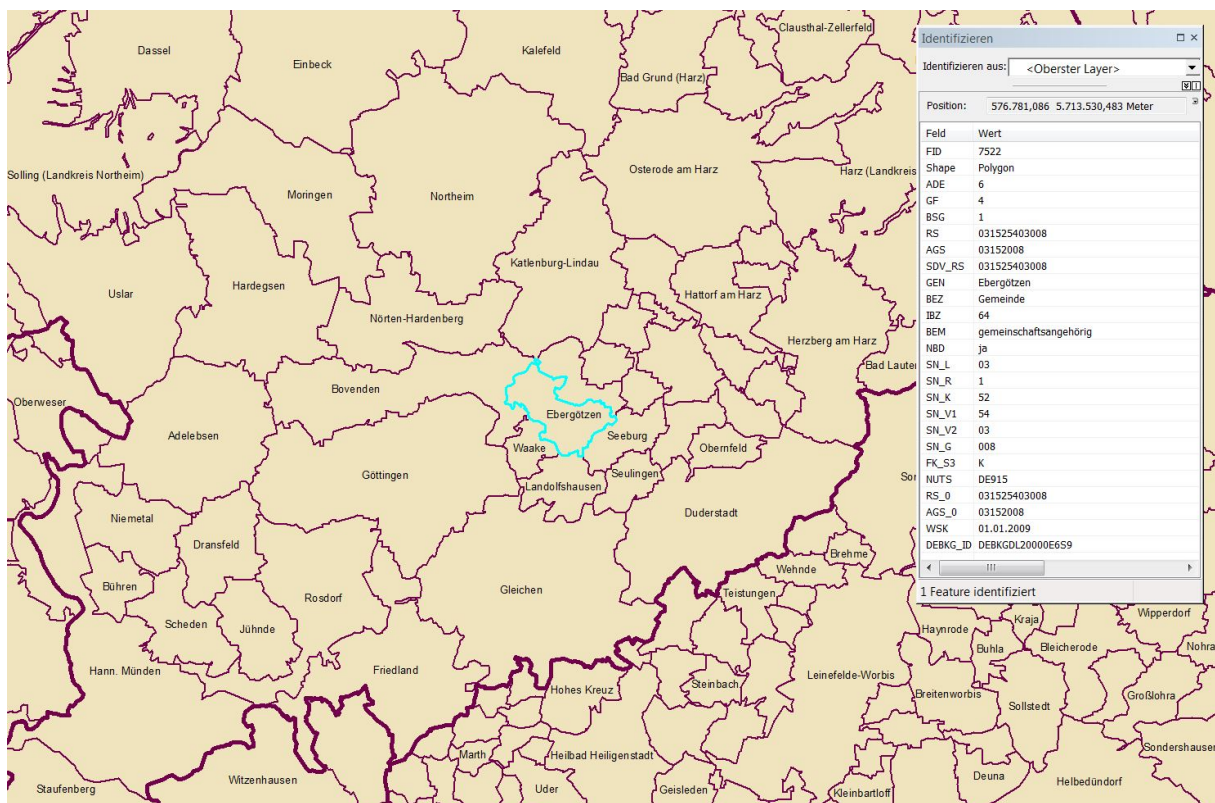 Dassel
Einbeck
Kalefeld
Clausthal-Zellerfeld
Bad Grund (Harz)
Solling (Landkreis Northeim)
Moringen
Northeim
Osterode am Harz
Harz (Landkreis
Uslar
Hardegsen
Katlenburg-Lindau
Hattorf am Harz
Nörten-Hardenberg
Herzberg am Harz
Bad Lauter
Oberweser
Bovenden
Adelebsen
Ebergötzen
Waake
Seeburg
Obernfeld
Göttingen
Landolfshausen
Seulingen
Duderstadt
Niemetal
Dransfeld
Brehme
Wehnde
Bühren
Rosdorf
Gleichen
Teistungen
Scheden
Jühnde
Hann. Münden
Friedland
Hohes Kreuz
Steinbach
Leinefelde-Worbis
Haynrode
Kraja
Wipperdorf
Buhla
Bleicherode
Nohra
Breitenworbis
Sollstedt
Großlohra
Marth
Heilbad Heiligenstadt
Sondershausen
Staufenberg
Witzenhausen
Uder
Geisleden
Kleinbartloff
Deuna
Helbedündorf
Identifizieren
Identifizieren aus: <Oberster Layer>
Position: 576.781,086 5.713.530,483 Meter
Feld Wert
FID 7522
Shape Polygon
ADE 6
GF 4
BSG 1
RS 031525403008
AGS 03152008
SDV_RS 031525403008
GEN Ebergötzen
BEZ Gemeinde
IBZ 64
BEM gemeinschaftsangehörig
NBD ja
SN_L 03
SN_R 1
SN_K 52
SN_V1 54
SN_V2 03
SN_G 008
FK_S3 K
NUTS DE915
RS_0 031525403008
AGS_0 03152008
WSK 01.01.2009
DEBKG_ID DEBKGDL20000E6S9
1 Feature identifiziert